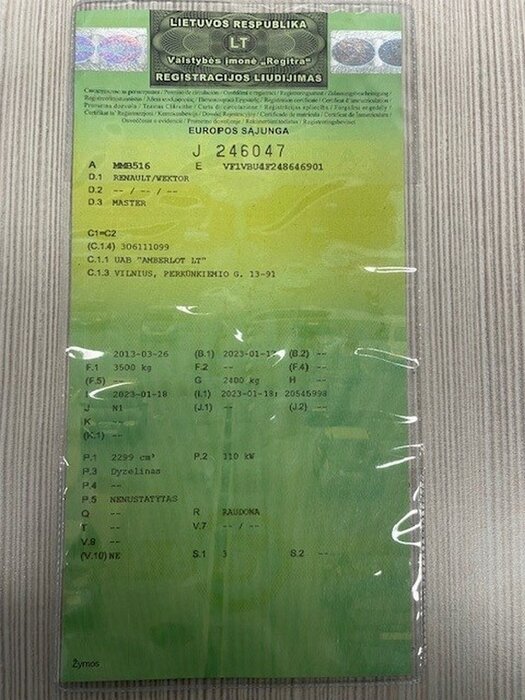 LIETUVOS RESPUBLIKA
LT
Valstybės įmonė „Regitra"
REGISTRACIJOS LIUDIJIMAS
EUROPOS SĄJUNGA
J 246047
A MMB516 E VF1VBU4F248646901
D.1 RENAULT/WEKTOR
D.2 -- / -- / --
D.3 MASTER
C1=C2
(C.1.4) 306111099
C.1.1 UAB "AMBERLOT LT"
C.1.3 VILNIUS, PERKŪNKIEMIO G. 13-91
2013-03-26 (B.1) 2023-01- (B.2) --
F.1 3500 kg F.2 -- (F.4) --
(F.5) -- G 2400 kg H --
2023-01-18 (I.1) 2023-01-18; 20545998
J N1 (J.1) -- (J.2) --
K --
(K.1) --
P.1 2299 cm³ P.2 110 kW
P.3 Dyzelinas
P.4 --
P.5 NENUSTATYTAS
Q -- R RAUDONA
T -- V.7 -- / --
V.9 --
(V.10) NE S.1 3 S.2 --
Žymos